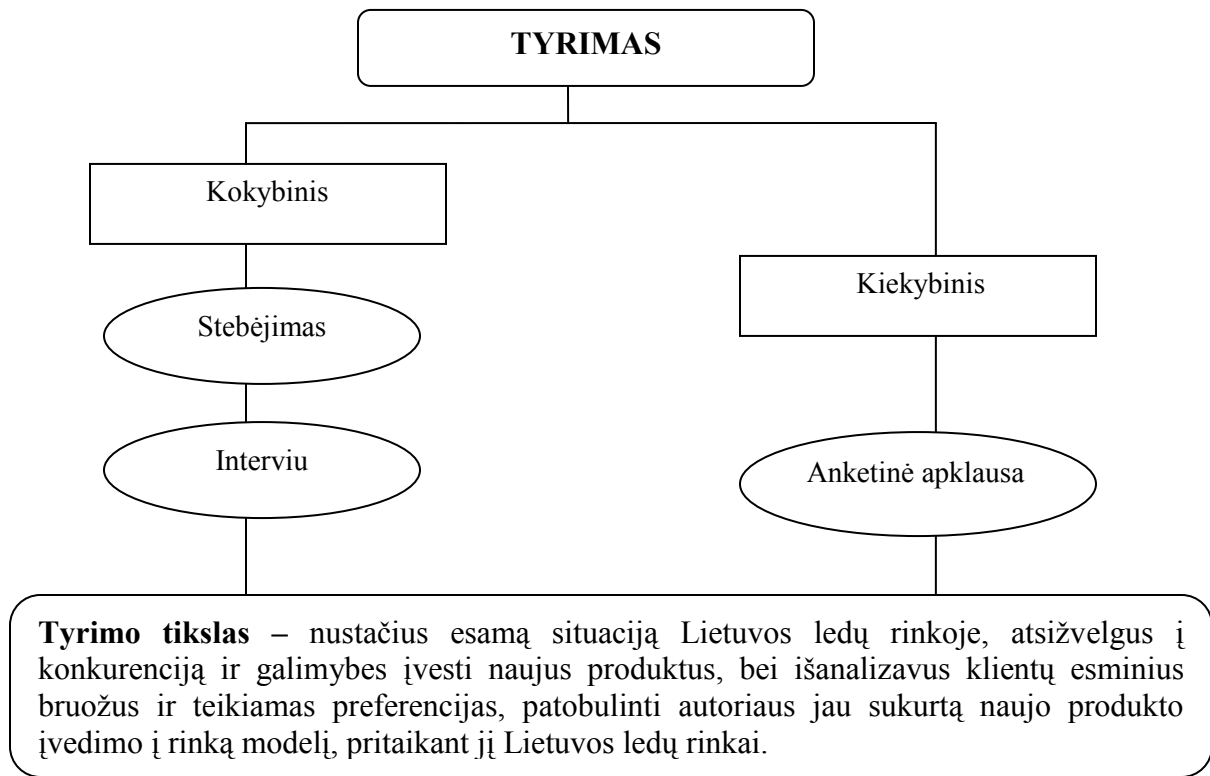 TYRIMAS
Kokybinis
Stebėjimas
Interviu
Kiekybinis
Anketinė apklausa
Tyrimo tikslas – nustačius esamą situaciją Lietuvos ledų rinkoje, atsižvelgus į
konkurenciją ir galimybes įvesti naujus produktus, bei išanalizavus klientų esminius
bruožus ir teikiamas preferencijas, patobulinti autoriaus jau sukurtą naujo produkto
įvedimo į rinką modelį, pritaikant jį Lietuvos ledų rinkai.